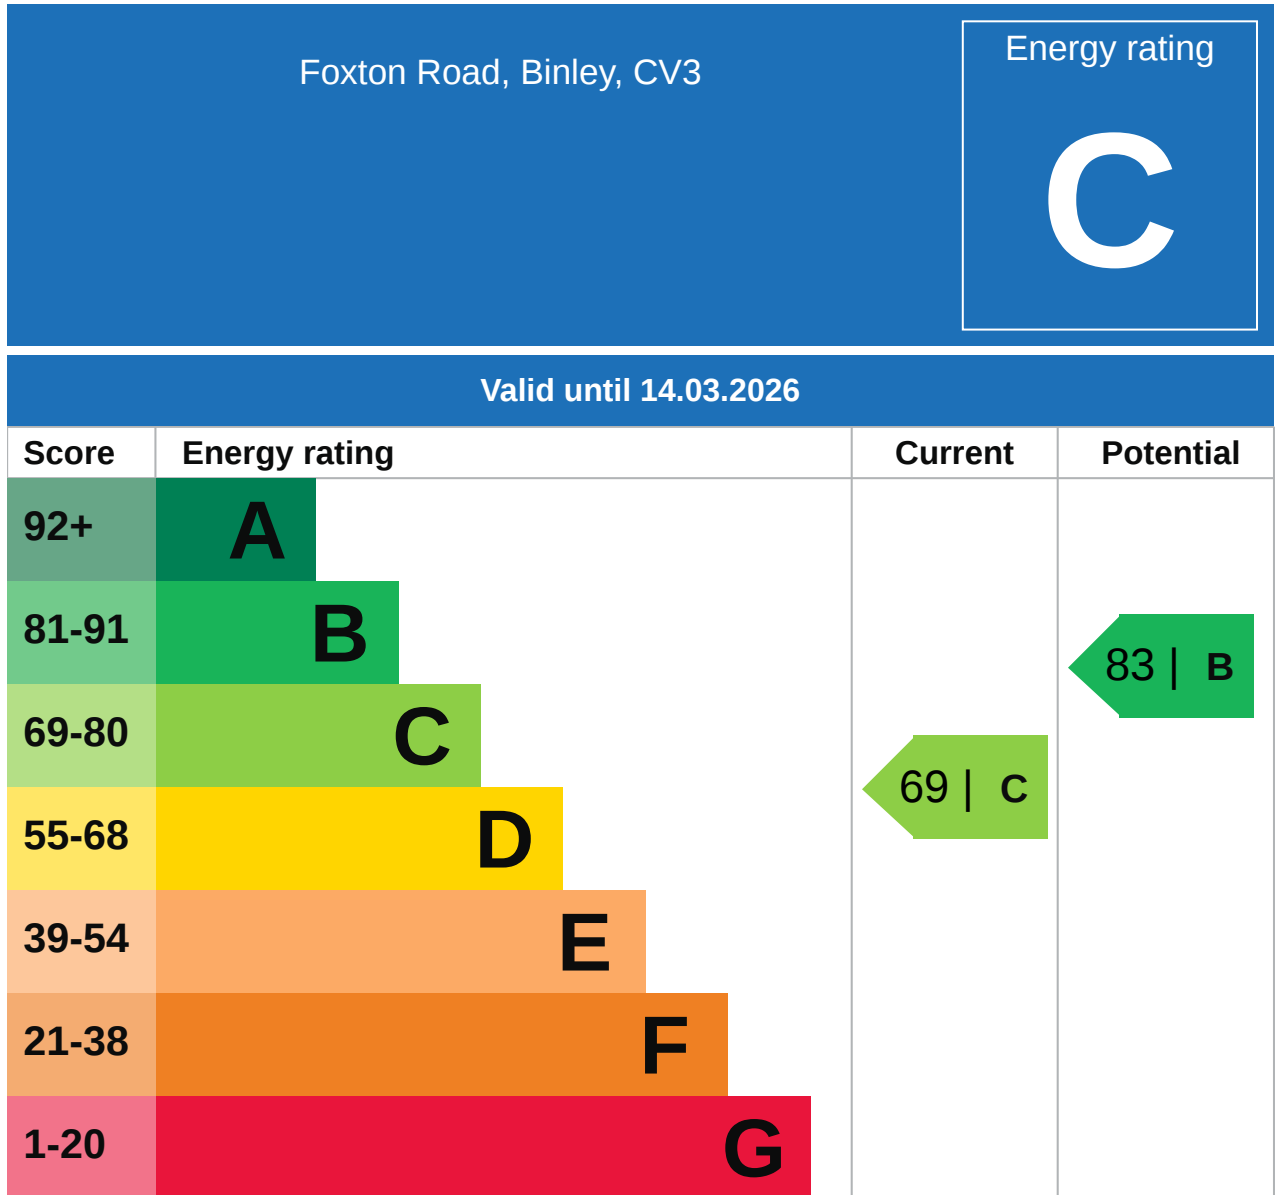 Foxton Road, Binley, CV3
Energy rating
C
Valid until 14.03.2026
Score Energy rating Current Potential
92+ A
81-91 B
83 | B
69-80 C
69 | C
55-68 D
39-54 E
21-38 F
1-20 G